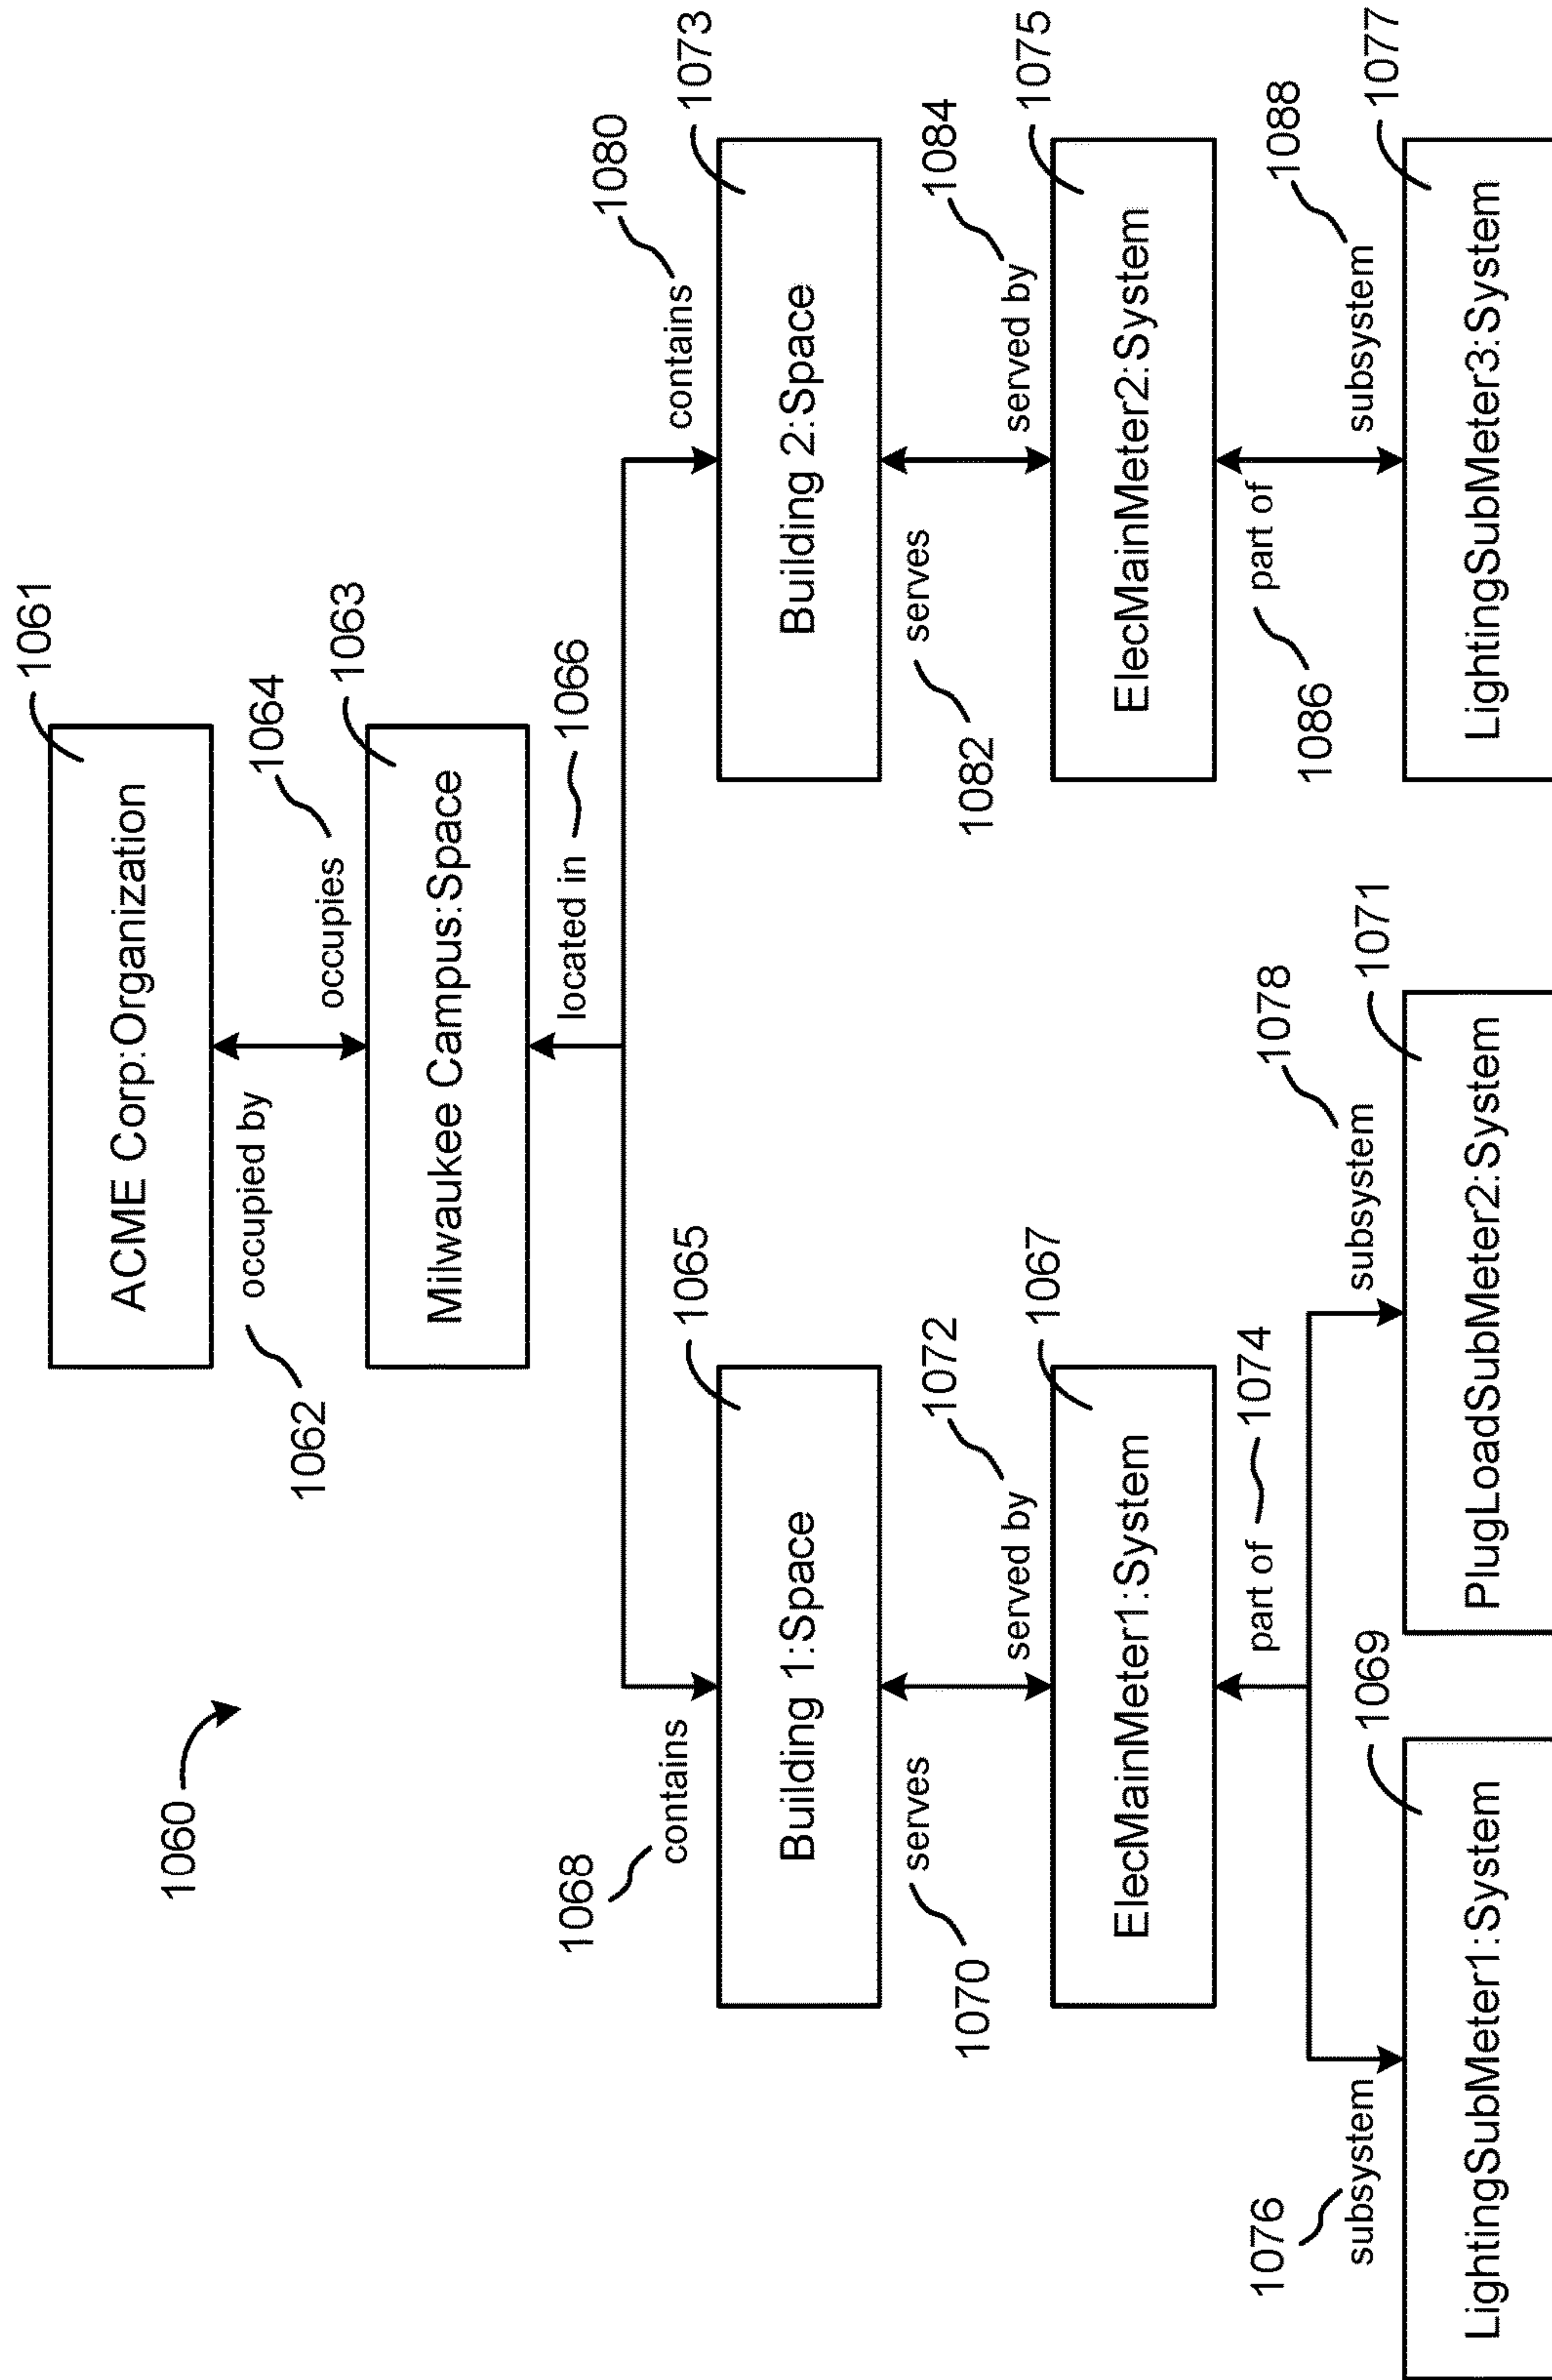 1060
ACME Corp:Organization
1061
1062
occupied by
occupies
1064
Milwaukee Campus:Space
1063
located in
1066
1068
contains
contains
1080
Building 1:Space
1065
Building 2:Space
1073
1070
serves
served by
1072
1082
serves
served by
1084
ElecMainMeter1:System
1067
ElecMainMeter2:System
1075
part of
1074
1086
part of
1076
subsystem
subsystem
1078
subsystem
1088
LightingSubMeter1:System
1069
PlugLoadSubMeter2:System
1071
LightingSubMeter3:System
1077